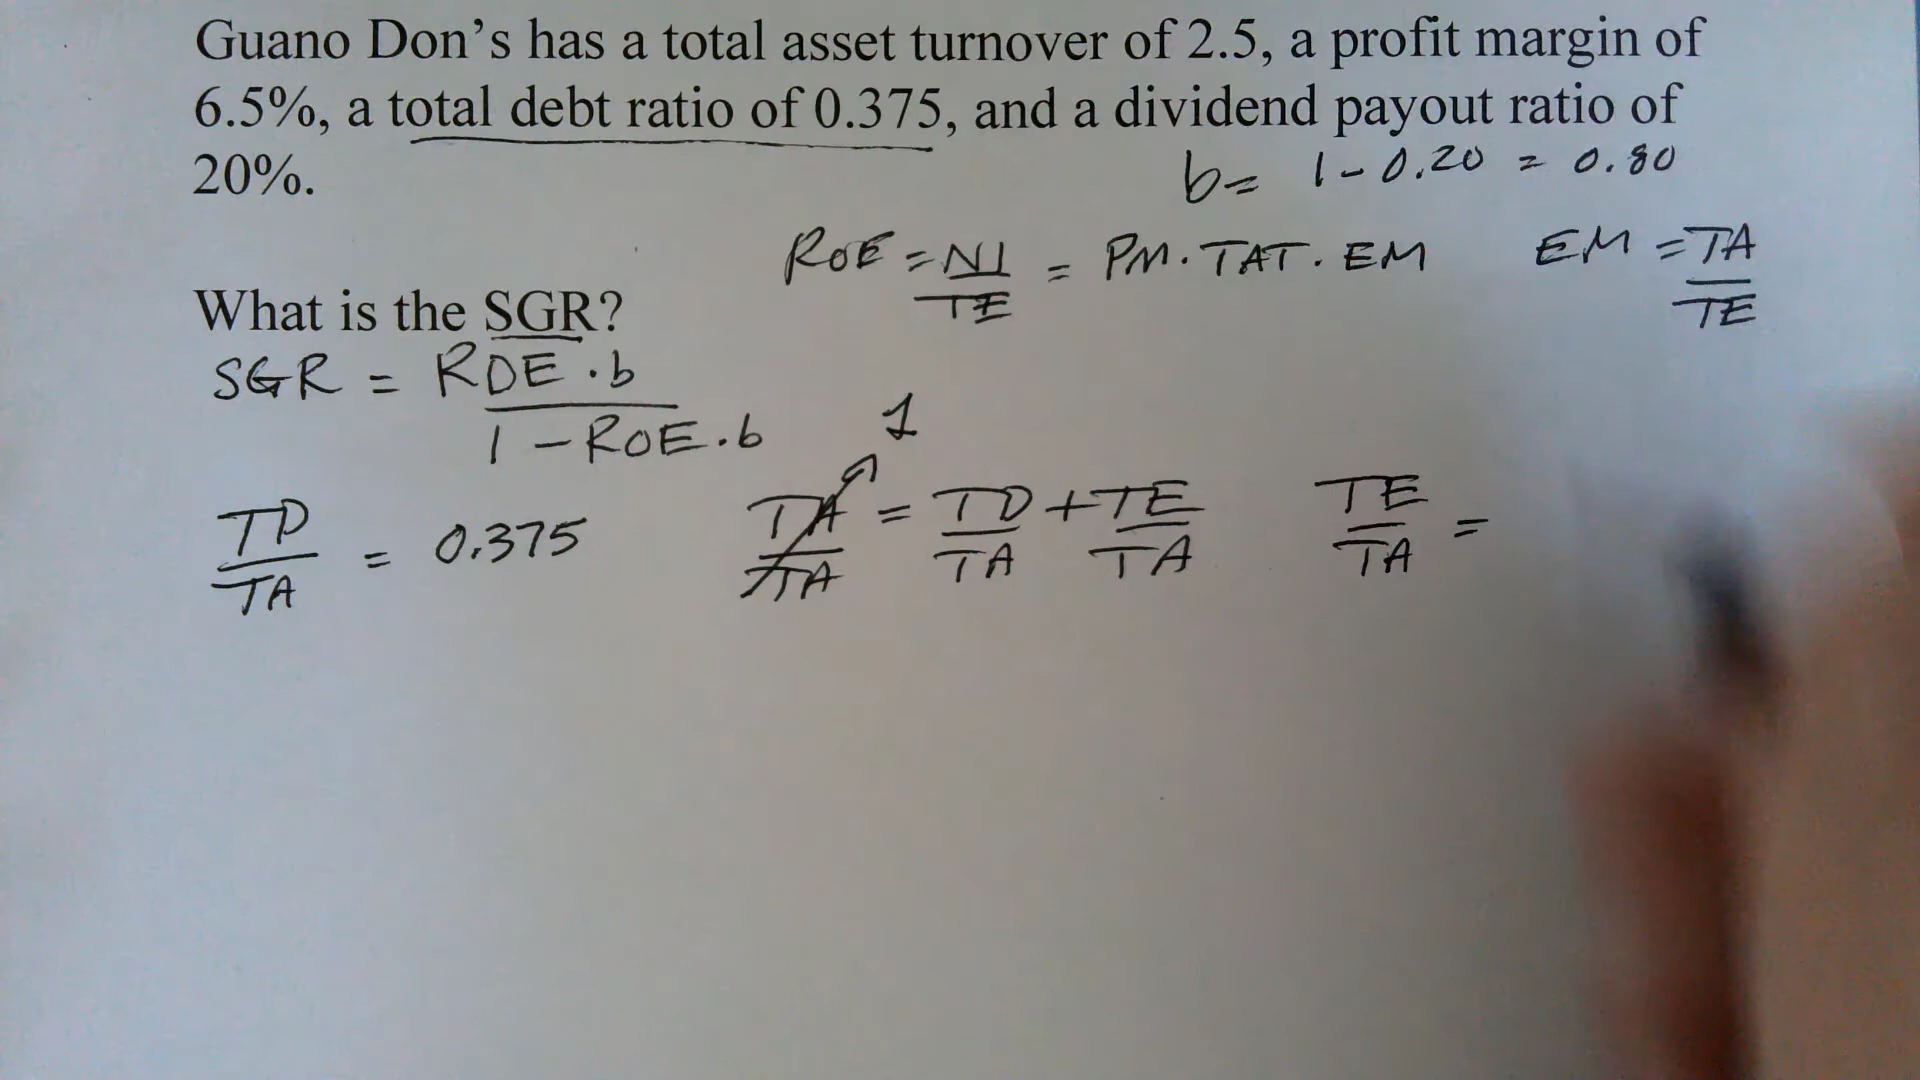 Guano Don's has a total asset turnover of 2.5, a profit margin of
6.5%, a total debt ratio of 0.375, and a dividend payout ratio of
20%.
b = 1 - 0.20 = 0.80
ROE = NI/TE = PM · TAT · EM
EM = TA/TE
What is the SGR?
SGR = ROE · b / 1 - ROE · b
TD/TA = 0.375
TA/TA → 1 = TD/TA + TE/TA
TE/TA =